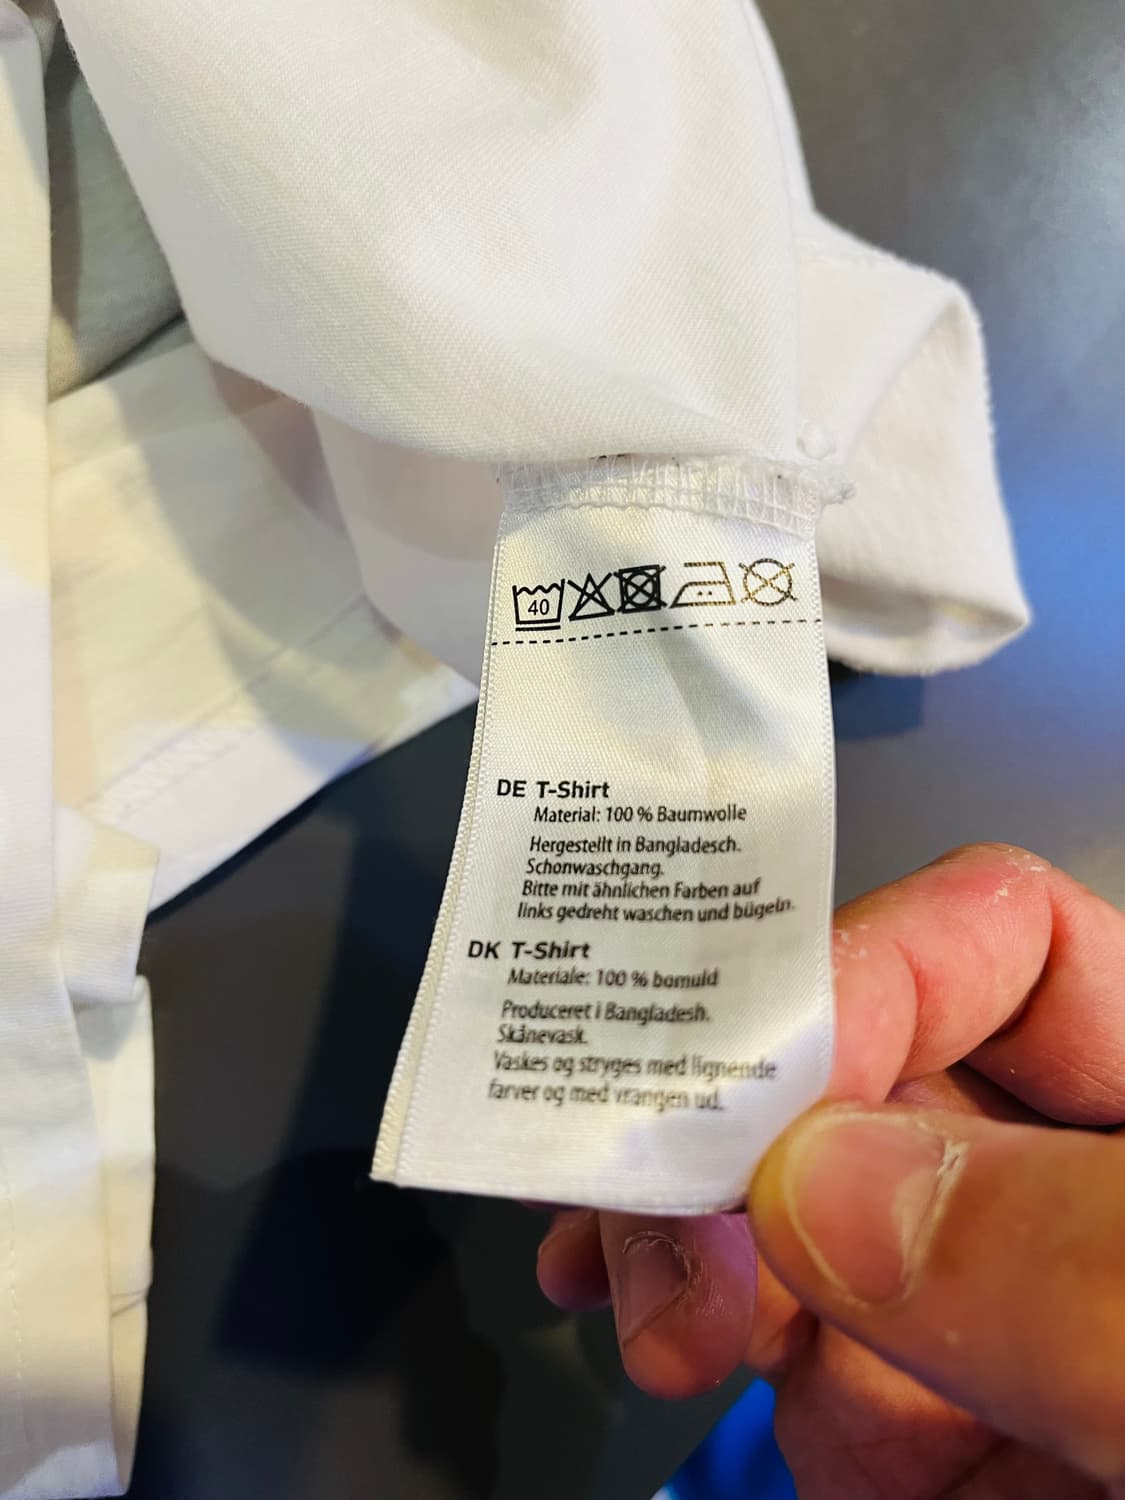 40
DE T-Shirt
Material: 100 % Baumwolle
Hergestellt in Bangladesch.
Schonwaschgang.
Bitte mit ähnlichen Farben auf
links gedreht waschen und bügeln.
DK T-Shirt
Materiale: 100 % bomuld
Produceret i Bangladesh.
Skånevask.
Vaskes og stryges med lignende
farver og med vrangen ud.